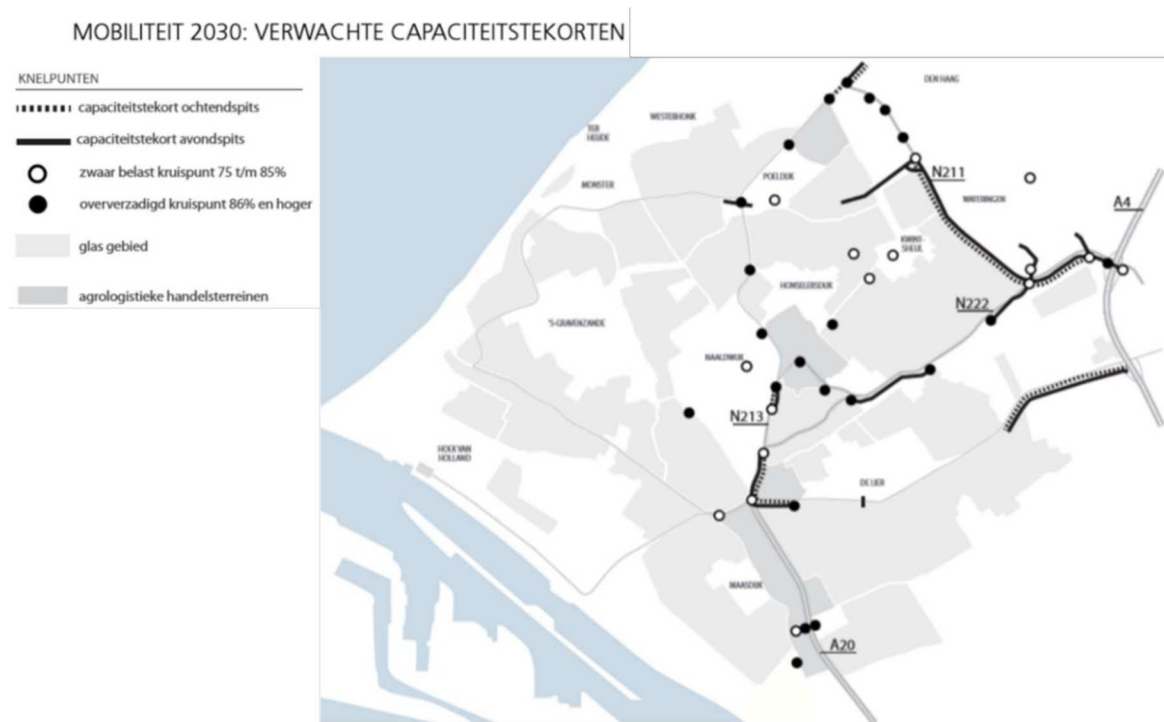 MOBILITEIT 2030: VERWACHTE CAPACITEITSTEKORTEN
KNELPUNTEN
capaciteitstekort ochtendspits
capaciteitstekort avondspits
zwaar belast kruispunt 75 t/m 85%
oververzadigd kruispunt 86% en hoger
glas gebied
agrologistieke handelsterreinen
DEN HAAG
WESTERHONK
TER
HEIJDE
MONSTER
POELDIJK
N211
WATERINGEN
A4
KWINT-
SHEUL
HONSELERSDIJK
N222
'S-GRAVENZANDE
NAALDWIJK
N213
HOEK VAN
HOLLAND
DE LIER
MAASDIJK
A20